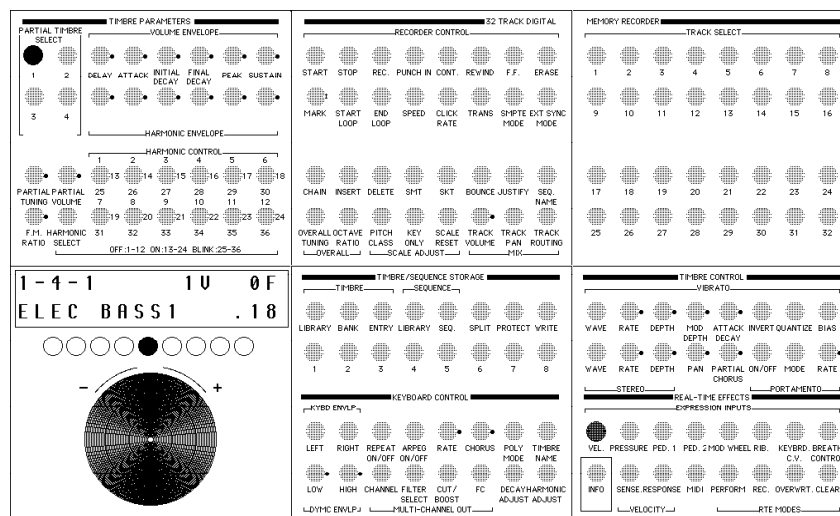 TIMBRE PARAMETERS
PARTIAL TIMBRE SELECT
VOLUME ENVELOPE
1 2 DELAY ATTACK INITIAL DECAY FINAL DECAY PEAK SUSTAIN
3 4
HARMONIC ENVELOPE
HARMONIC CONTROL
1 2 3 4 5 6
13 14 15 16 17 18
PARTIAL TUNING PARTIAL VOLUME 25 26 27 28 29 30
7 8 9 10 11 12
19 20 21 22 23 24
F.M. RATIO HARMONIC SELECT 31 32 33 34 35 36
OFF:1-12 ON:13-24 BLINK:25-36
32 TRACK DIGITAL MEMORY RECORDER
RECORDER CONTROL
START STOP REC. PUNCH IN CONT. REWIND F.F. ERASE
MARK START LOOP END LOOP SPEED CLICK RATE TRANS SMPTE MODE EXT SYNC MODE
CHAIN INSERT DELETE SMT SKT BOUNCE JUSTIFY SEQ. NAME
OVERALL TUNING OCTAVE RATIO PITCH CLASS KEY ONLY SCALE RESET TRACK VOLUME TRACK PAN TRACK ROUTING
OVERALL SCALE ADJUST MIX
TRACK SELECT
1 2 3 4 5 6 7 8
9 10 11 12 13 14 15 16
17 18 19 20 21 22 23 24
25 26 27 28 29 30 31 32
1-4-1 1V 0F
ELEC BASS1 .18
- +
TIMBRE/SEQUENCE STORAGE
TIMBRE SEQUENCE
LIBRARY BANK ENTRY LIBRARY SEQ. SPLIT PROTECT WRITE
1 2 3 4 5 6 7 8
KEYBOARD CONTROL
KYBD ENVLP
LEFT RIGHT REPEAT ON/OFF ARPEG ON/OFF RATE CHORUS POLY MODE TIMBRE NAME
LOW HIGH CHANNEL FILTER SELECT CUT/BOOST FC DECAY ADJUST HARMONIC ADJUST
DYMC ENVLP MULTI-CHANNEL OUT
TIMBRE CONTROL
VIBRATO
WAVE RATE DEPTH MOD DEPTH ATTACK DECAY INVERT QUANTIZE BIAS
WAVE RATE DEPTH PAN PARTIAL CHORUS ON/OFF MODE RATE
STEREO PORTAMENTO
REAL-TIME EFFECTS
EXPRESSION INPUTS
VEL. PRESSURE PED. 1 PED. 2 MOD WHEEL RIB. KEYBRD. C.V. BREATH CONTRO
INFO SENSE. RESPONSE MIDI PERFORM REC. OVERWRT. CLEAR
VELOCITY RTE MODES